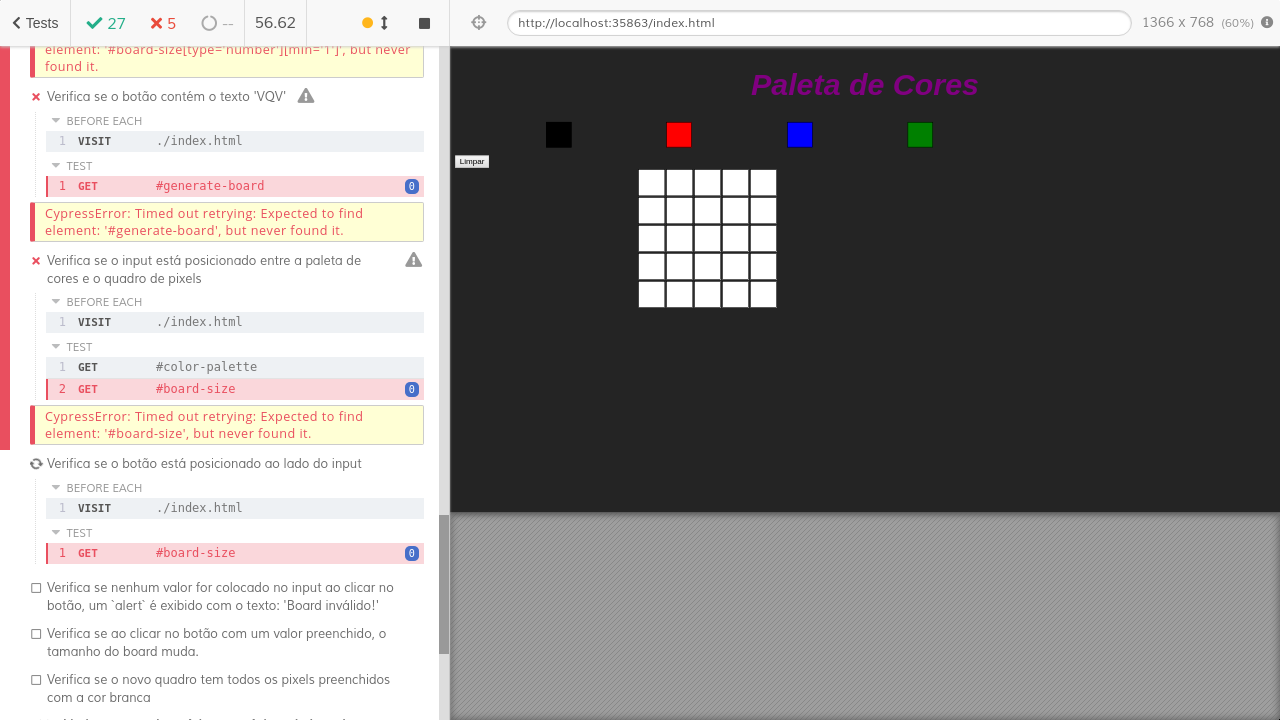 Tests
27
5
--
56.62
http://localhost:35863/index.html
1366 x 768 (60%)
element: '#board-size[type='number'][min='1']', but never
found it.
Verifica se o botão contém o texto 'VQV'
BEFORE EACH
1 VISIT ./index.html
TEST
1 GET #generate-board 0
CypressError: Timed out retrying: Expected to find
element: '#generate-board', but never found it.
Verifica se o input está posicionado entre a paleta de
cores e o quadro de pixels
BEFORE EACH
1 VISIT ./index.html
TEST
1 GET #color-palette
2 GET #board-size 0
CypressError: Timed out retrying: Expected to find
element: '#board-size', but never found it.
Verifica se o botão está posicionado ao lado do input
BEFORE EACH
1 VISIT ./index.html
TEST
1 GET #board-size 0
Verifica se nenhum valor for colocado no input ao clicar no
botão, um `alert` é exibido com o texto: 'Board inválido!'
Verifica se ao clicar no botão com um valor preenchido, o
tamanho do board muda.
Verifica se o novo quadro tem todos os pixels preenchidos
com a cor branca
Paleta de Cores
Limpar